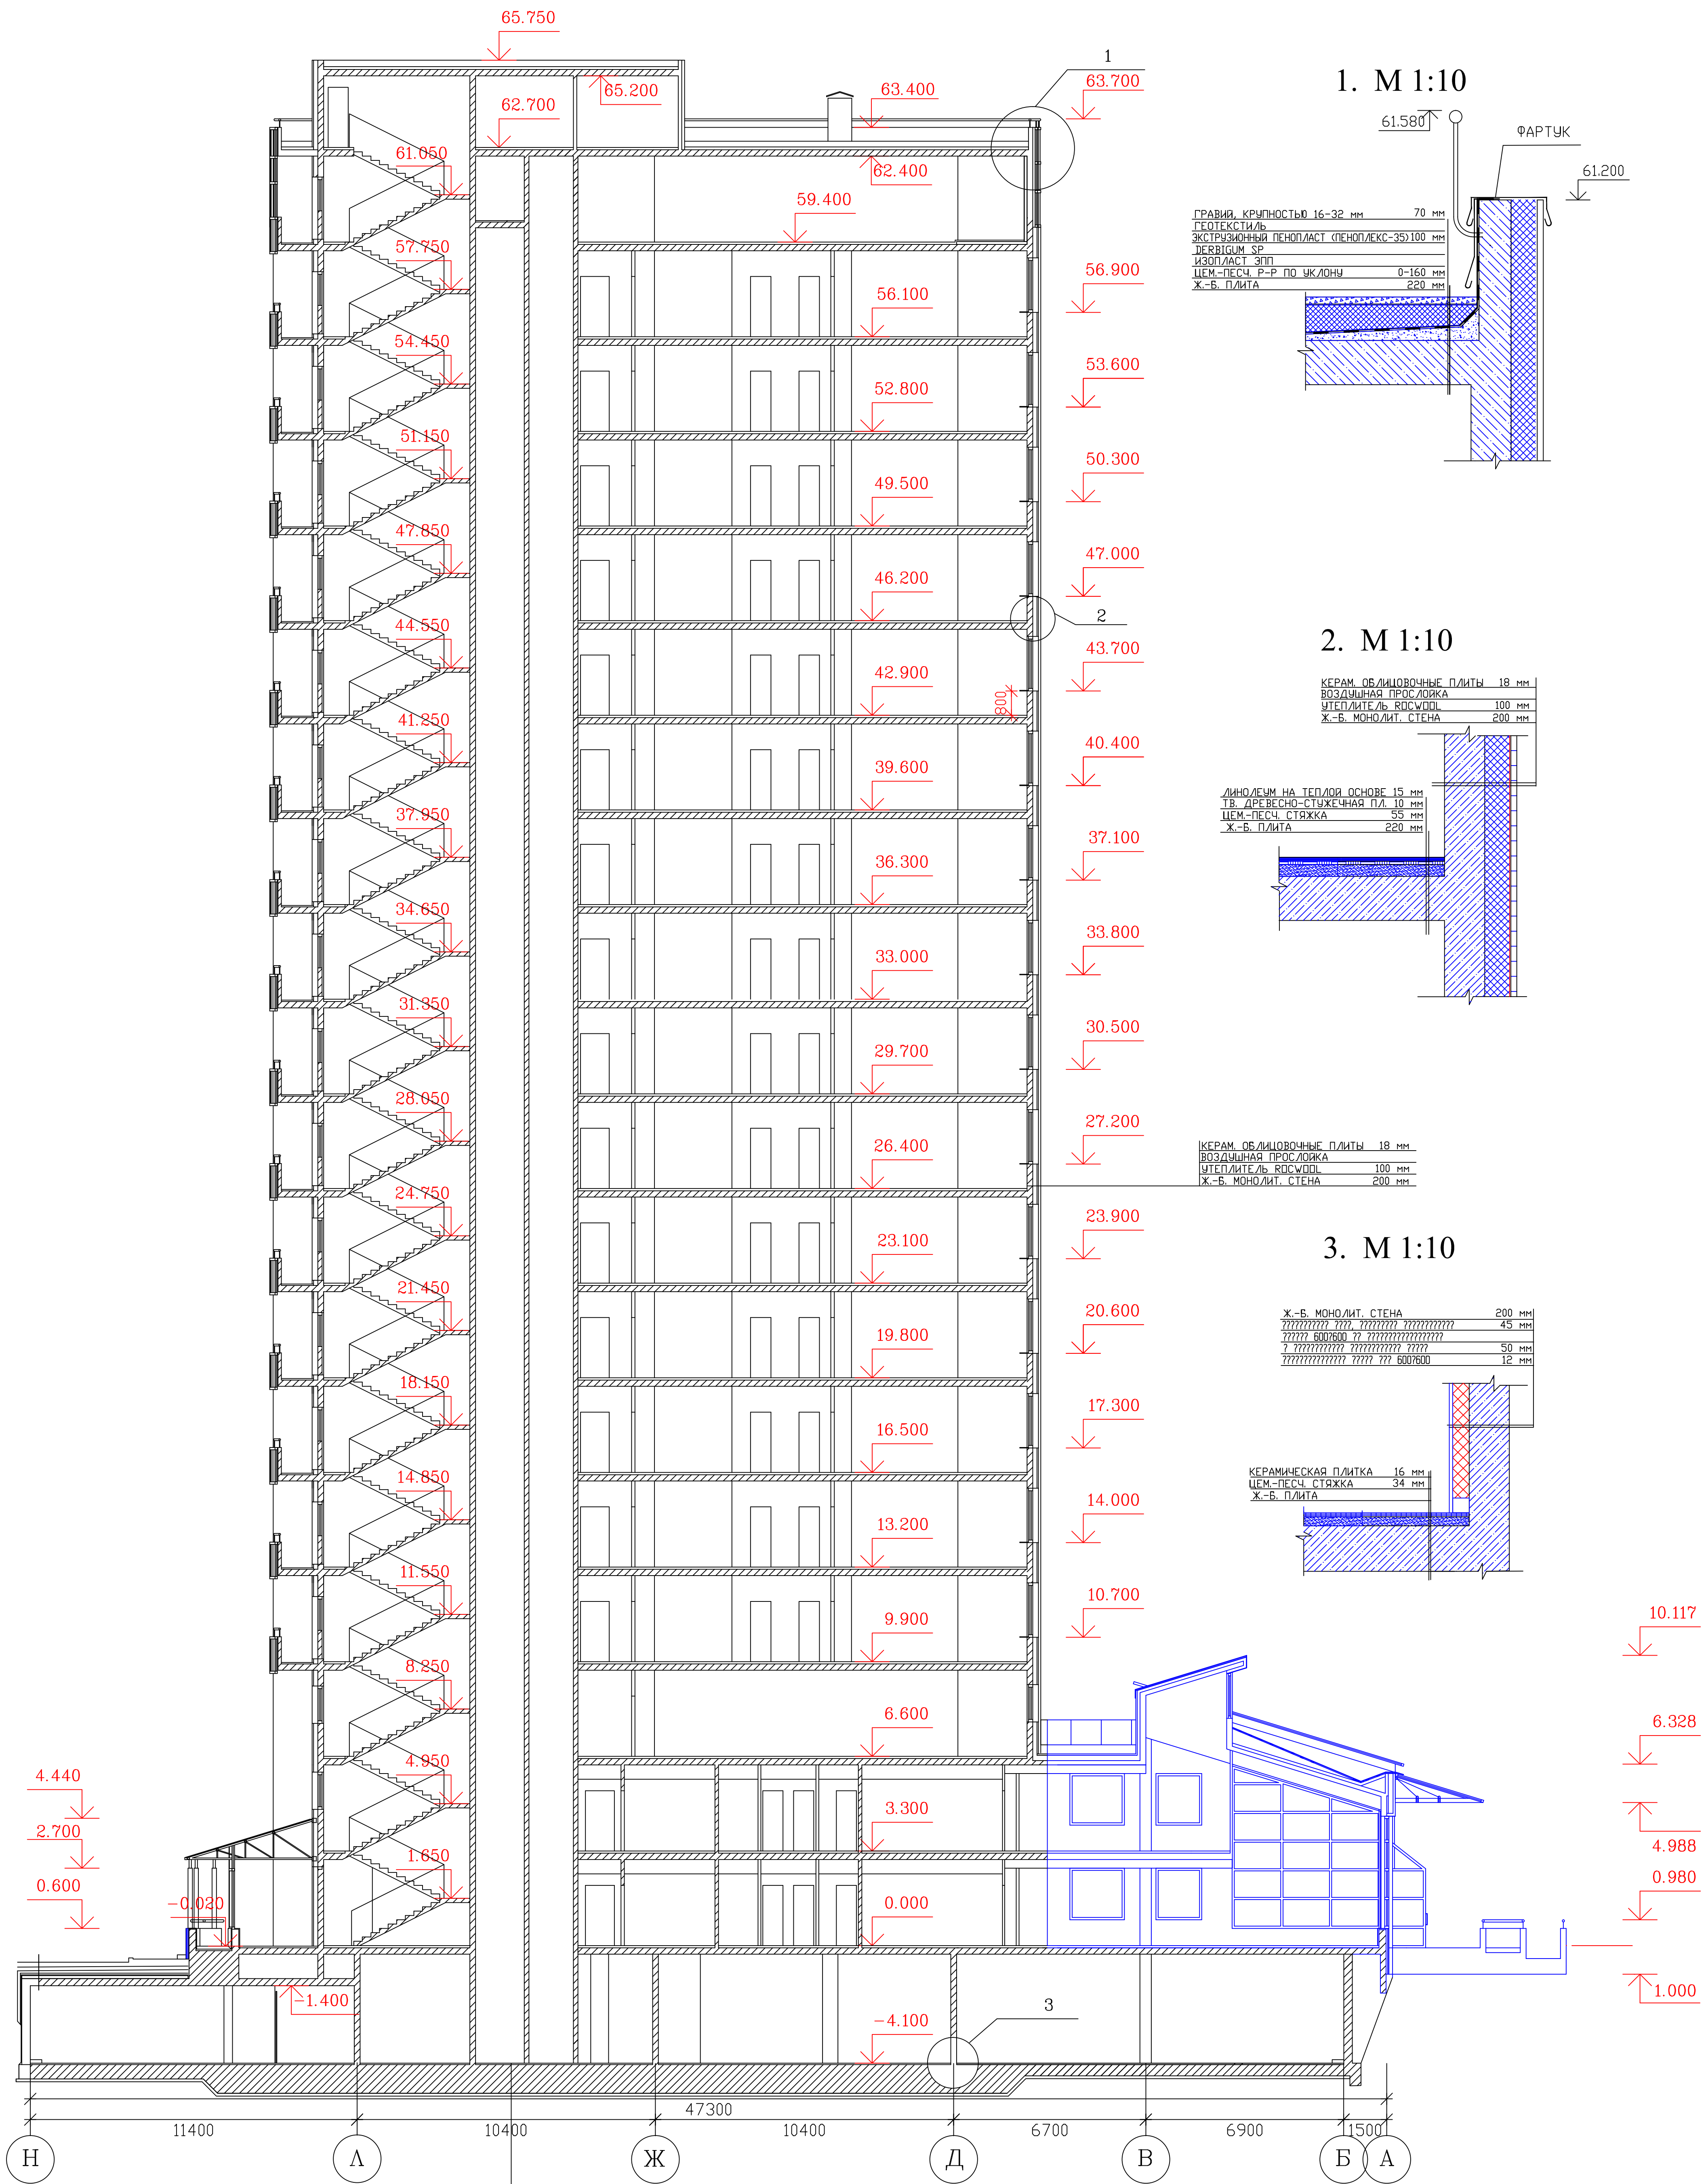 65.750
1
63.700
65.200
62.700
63.400
61.050
62.400
59.400
57.750
56.900
56.100
54.450
53.600
52.800
51.150
50.300
49.500
47.850
47.000
46.200
2
44.550
43.700
42.900
800
41.250
40.400
39.600
37.950
37.100
36.300
34.650
33.800
33.000
31.350
30.500
29.700
28.050
27.200
26.400
24.750
23.900
23.100
21.450
20.600
19.800
18.150
17.300
16.500
14.850
14.000
13.200
11.550
10.700
10.117
9.900
8.250
6.600
6.328
4.950
4.440
3.300
4.988
2.700
1.650
0.600
-0.020
0.000
0.980
-1.400
1.000
-4.100
3
47300
11400
10400
10400
6700
6900
1500
Н
Л
Ж
Д
В
Б
А
1. М 1:10
61.580
ФАРТУК
61.200
ГРАВИЙ, КРУПНОСТЬЮ 16-32 мм 70 мм
ГЕОТЕКСТИЛЬ
ЭКСТРУЗИОННЫЙ ПЕНОПЛАСТ (ПЕНОПЛЕКС-35)100 мм
DERBIGUM SP
ИЗОПЛАСТ ЭПП
ЦЕМ.-ПЕСЧ. Р-Р ПО УКЛОНУ 0-160 мм
Ж.-Б. ПЛИТА 220 мм
2. М 1:10
КЕРАМ. ОБЛИЦОВОЧНЫЕ ПЛИТЫ 18 мм
ВОЗДУШНАЯ ПРОСЛОЙКА
УТЕПЛИТЕЛЬ ROCWOOL 100 мм
Ж.-Б. МОНОЛИТ. СТЕНА 200 мм
ЛИНОЛЕУМ НА ТЕПЛОЙ ОСНОВЕ 15 мм
ТВ. ДРЕВЕСНО-СТУЖЕЧНАЯ ПЛ. 10 мм
ЦЕМ.-ПЕСЧ. СТЯЖКА 55 мм
Ж.-Б. ПЛИТА 220 мм
КЕРАМ. ОБЛИЦОВОЧНЫЕ ПЛИТЫ 18 мм
ВОЗДУШНАЯ ПРОСЛОЙКА
УТЕПЛИТЕЛЬ ROCWOOL 100 мм
Ж.-Б. МОНОЛИТ. СТЕНА 200 мм
3. М 1:10
Ж.-Б. МОНОЛИТ. СТЕНА 200 мм
??????????? ????, ????????? ???????????? 45 мм
?????? 600?600 ?? ??????????????????
? ???????????? ???????????? ????? 50 мм
??????????????? ????? ??? 600?600 12 мм
КЕРАМИЧЕСКАЯ ПЛИТКА 16 мм
ЦЕМ.-ПЕСЧ. СТЯЖКА 34 мм
Ж.-Б. ПЛИТА